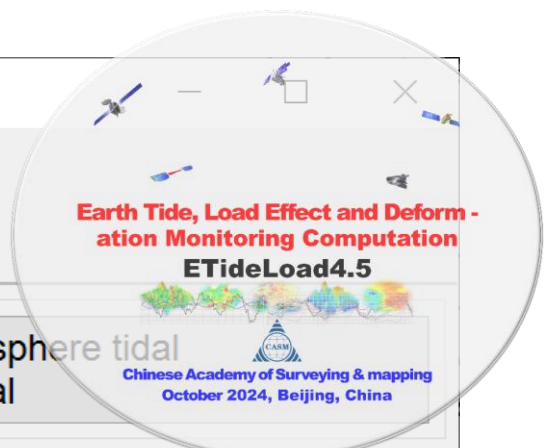 Earth Tide, Load Effect and Deform -
ation Monitoring Computation
ETideLoad4.5
sphere tidal
al
CASM
Chinese Academy of Surveying & mapping
October 2024, Beijing, China